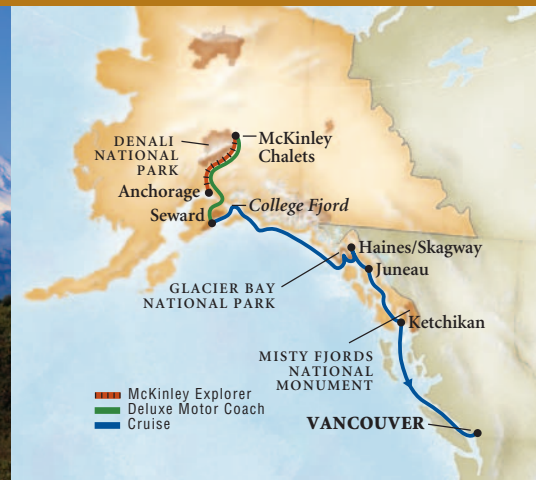 DENALI
NATIONAL
PARK
McKinley
Chalets
Anchorage
Seward
College Fjord
Haines/Skagway
Juneau
GLACIER BAY
NATIONAL PARK
Ketchikan
MISTY FJORDS
NATIONAL
MONUMENT
McKinley Explorer
Deluxe Motor Coach
Cruise
VANCOUVER